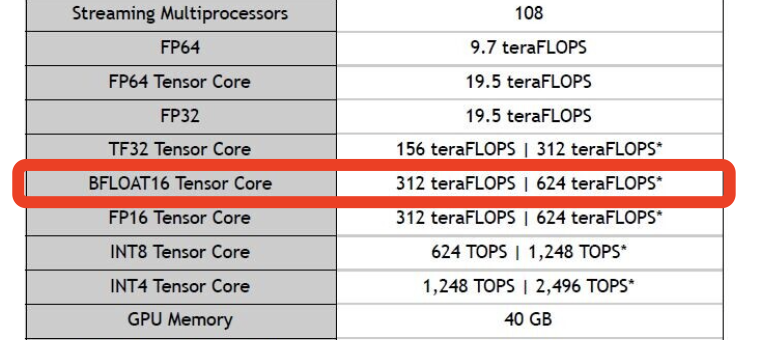 Streaming Multiprocessors 108
FP64 9.7 teraFLOPS
FP64 Tensor Core 19.5 teraFLOPS
FP32 19.5 teraFLOPS
TF32 Tensor Core 156 teraFLOPS | 312 teraFLOPS*
BFLOAT16 Tensor Core 312 teraFLOPS | 624 teraFLOPS*
FP16 Tensor Core 312 teraFLOPS | 624 teraFLOPS*
INT8 Tensor Core 624 TOPS | 1,248 TOPS*
INT4 Tensor Core 1,248 TOPS | 2,496 TOPS*
GPU Memory 40 GB